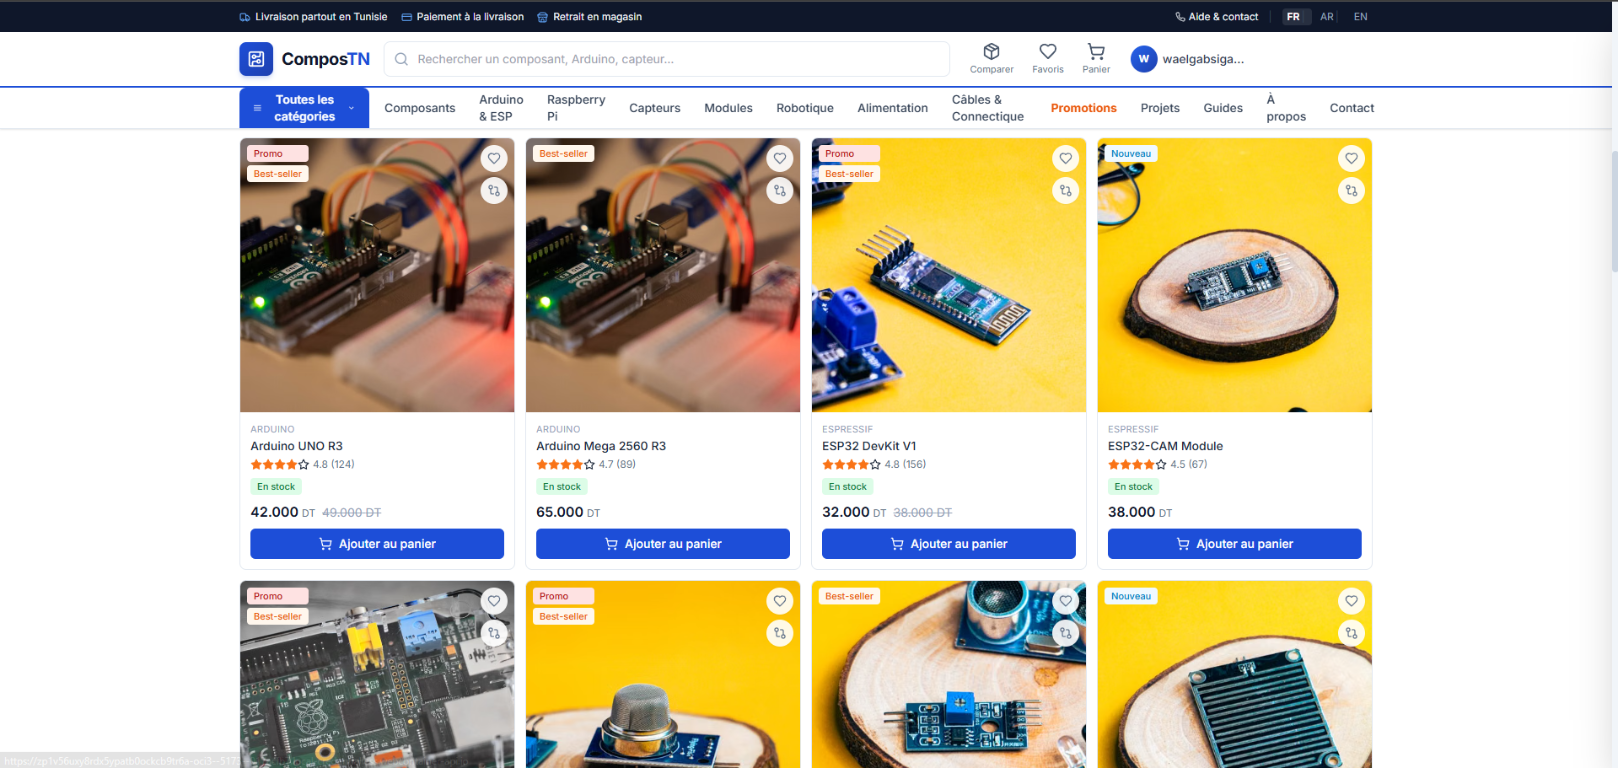 Livraison partout en Tunisie
Paiement à la livraison
Retrait en magasin
Aide & contact
FR
AR
EN
ComposTN
Rechercher un composant, Arduino, capteur...
Comparer
Favoris
Panier
W
waelgabsiga...
Toutes les
catégories
Composants
Arduino
& ESP
Raspberry
Pi
Capteurs
Modules
Robotique
Alimentation
Câbles &
Connectique
Promotions
Projets
Guides
À
propos
Contact
Promo
Best-seller
Best-seller
Promo
Best-seller
Nouveau
ARDUINO
Arduino UNO R3
4.8 (124)
En stock
42.000 DT 49.000 DT
Ajouter au panier
ARDUINO
Arduino Mega 2560 R3
4.7 (89)
En stock
65.000 DT
Ajouter au panier
ESPRESSIF
ESP32 DevKit V1
4.8 (156)
En stock
32.000 DT 38.000 DT
Ajouter au panier
ESPRESSIF
ESP32-CAM Module
4.5 (67)
En stock
38.000 DT
Ajouter au panier
Promo
Best-seller
Promo
Best-seller
Best-seller
Nouveau